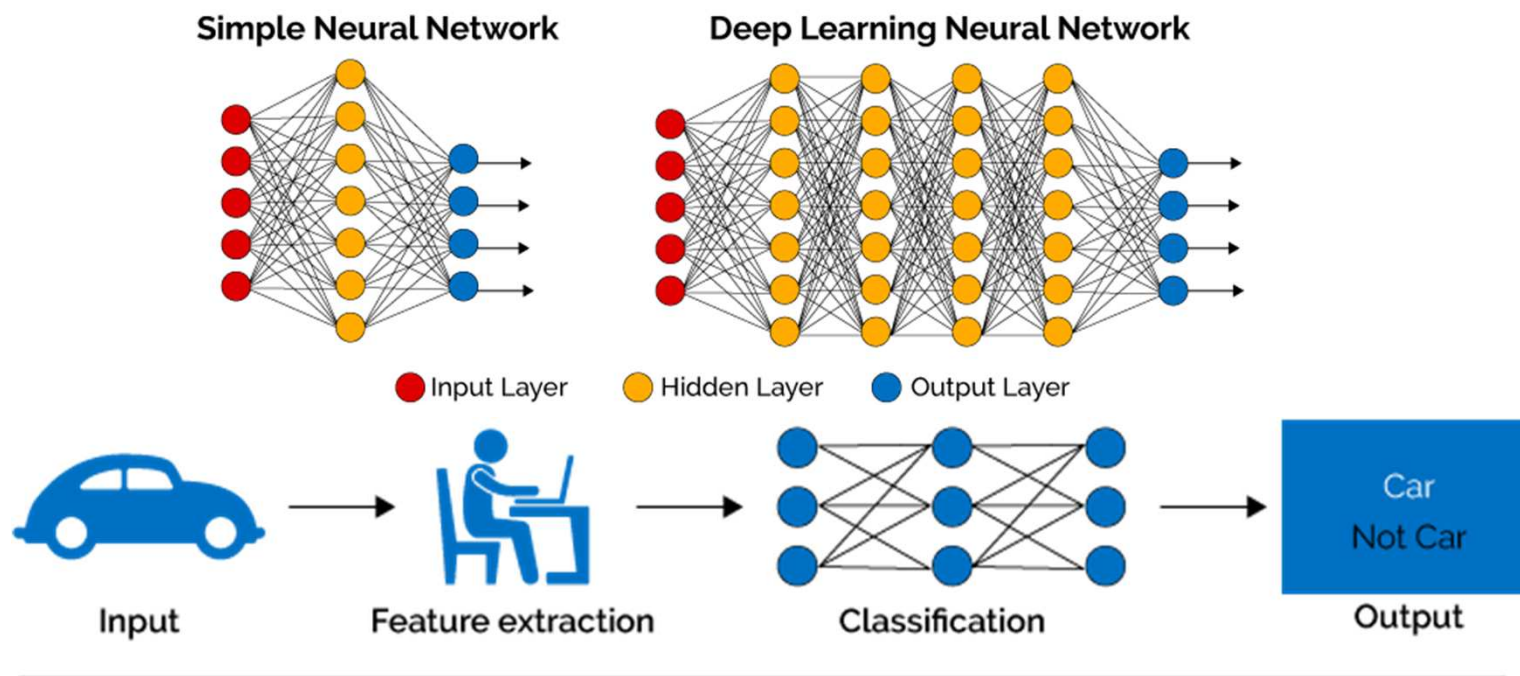 Simple Neural Network
Deep Learning Neural Network
Input Layer
Hidden Layer
Output Layer
Car
Not Car
Input
Feature extraction
Classification
Output